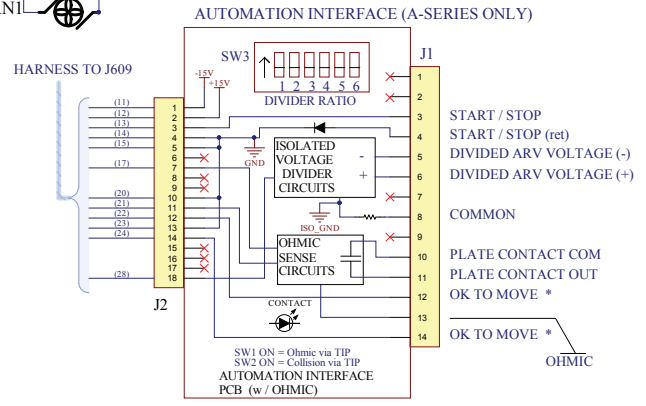 AN1
AUTOMATION INTERFACE (A-SERIES ONLY)
SW3
1 2 3 4 5 6
DIVIDER RATIO
J1
HARNESS TO J609
-15V
+15V
(11)
(12)
(13)
(14)
(15)
(17)
(20)
(21)
(22)
(23)
(24)
(28)
1
2
3
4
5
6
7
8
9
10
11
12
13
14
15
16
17
18
J2
GND
ISOLATED
VOLTAGE
DIVIDER
CIRCUITS
-
+
ISO_GND
OHMIC
SENSE
CIRCUITS
CONTACT
SW1 ON = Ohmic via TIP
SW2 ON = Collision via TIP
AUTOMATION INTERFACE
PCB (w / OHMIC)
1
2
3
4
5
6
7
8
9
10
11
12
13
14
START / STOP
START / STOP (ret)
DIVIDED ARV VOLTAGE (-)
DIVIDED ARV VOLTAGE (+)
COMMON
PLATE CONTACT COM
PLATE CONTACT OUT
OK TO MOVE *
OK TO MOVE *
OHMIC